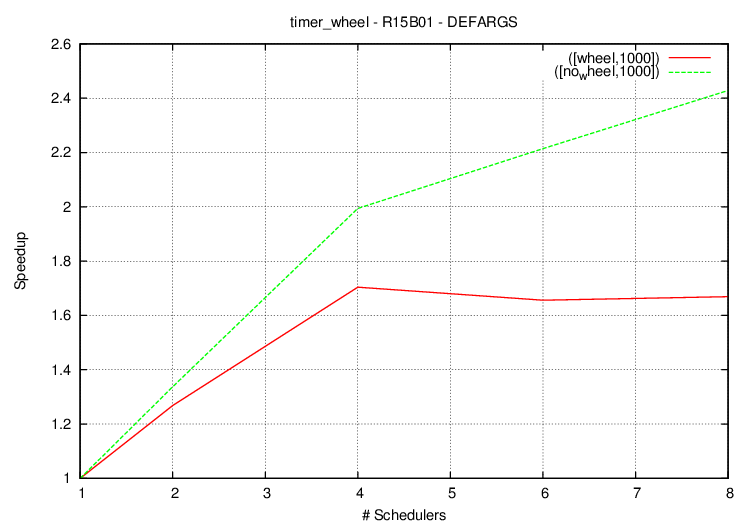 timer_wheel - R15B01 - DEFARGS
([wheel,1000])
([nowheel,1000])
2.6
2.4
2.2
2
1.8
1.6
1.4
1.2
1
Speedup
1 2 3 4 5 6 7 8
# Schedulers